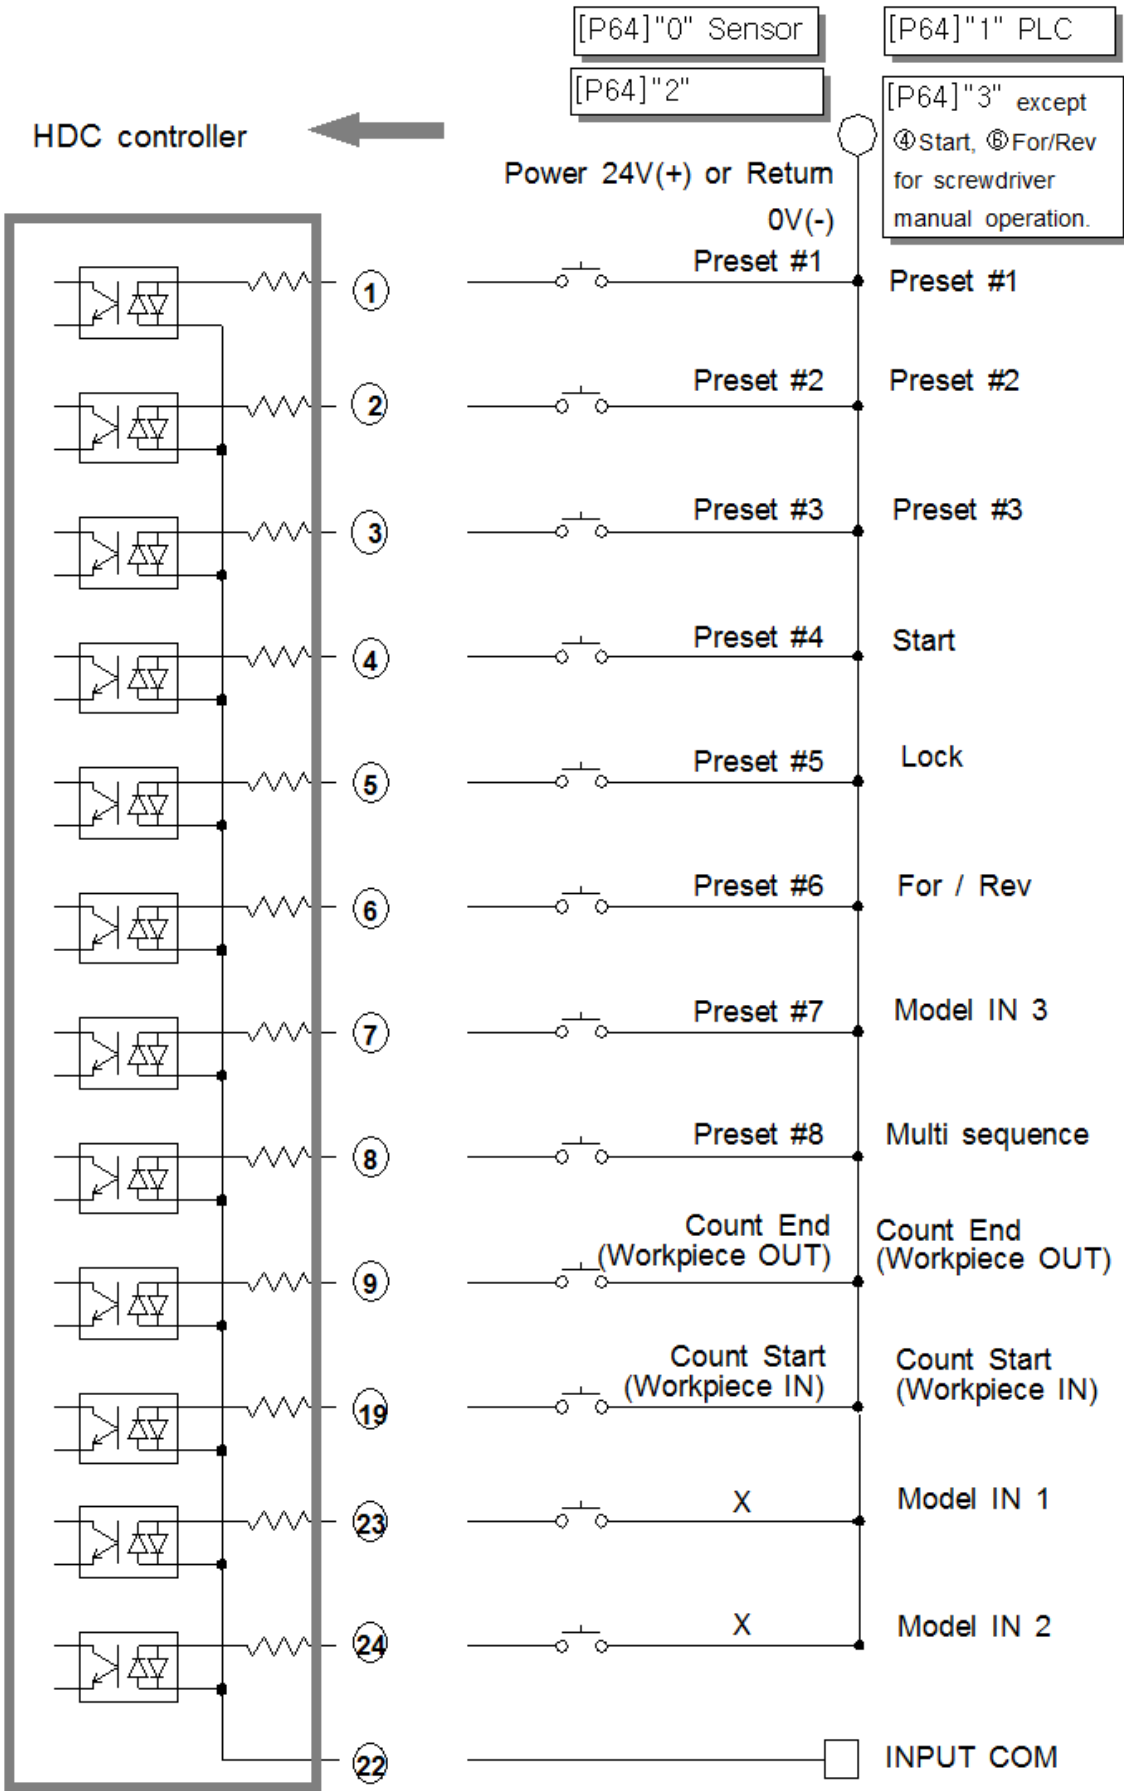 [P64]"0" Sensor
[P64]"1" PLC
[P64]"2"
[P64]"3" except
④Start, ⑥For/Rev
for screwdriver
manual operation.
HDC controller
Power 24V(+) or Return
0V(-)
1 Preset #1 Preset #1
2 Preset #2 Preset #2
3 Preset #3 Preset #3
4 Preset #4 Start
5 Preset #5 Lock
6 Preset #6 For / Rev
7 Preset #7 Model IN 3
8 Preset #8 Multi sequence
Count End
(Workpiece OUT)
Count End
(Workpiece OUT)
9
Count Start
(Workpiece IN)
Count Start
(Workpiece IN)
19
23 X Model IN 1
24 X Model IN 2
22 INPUT COM